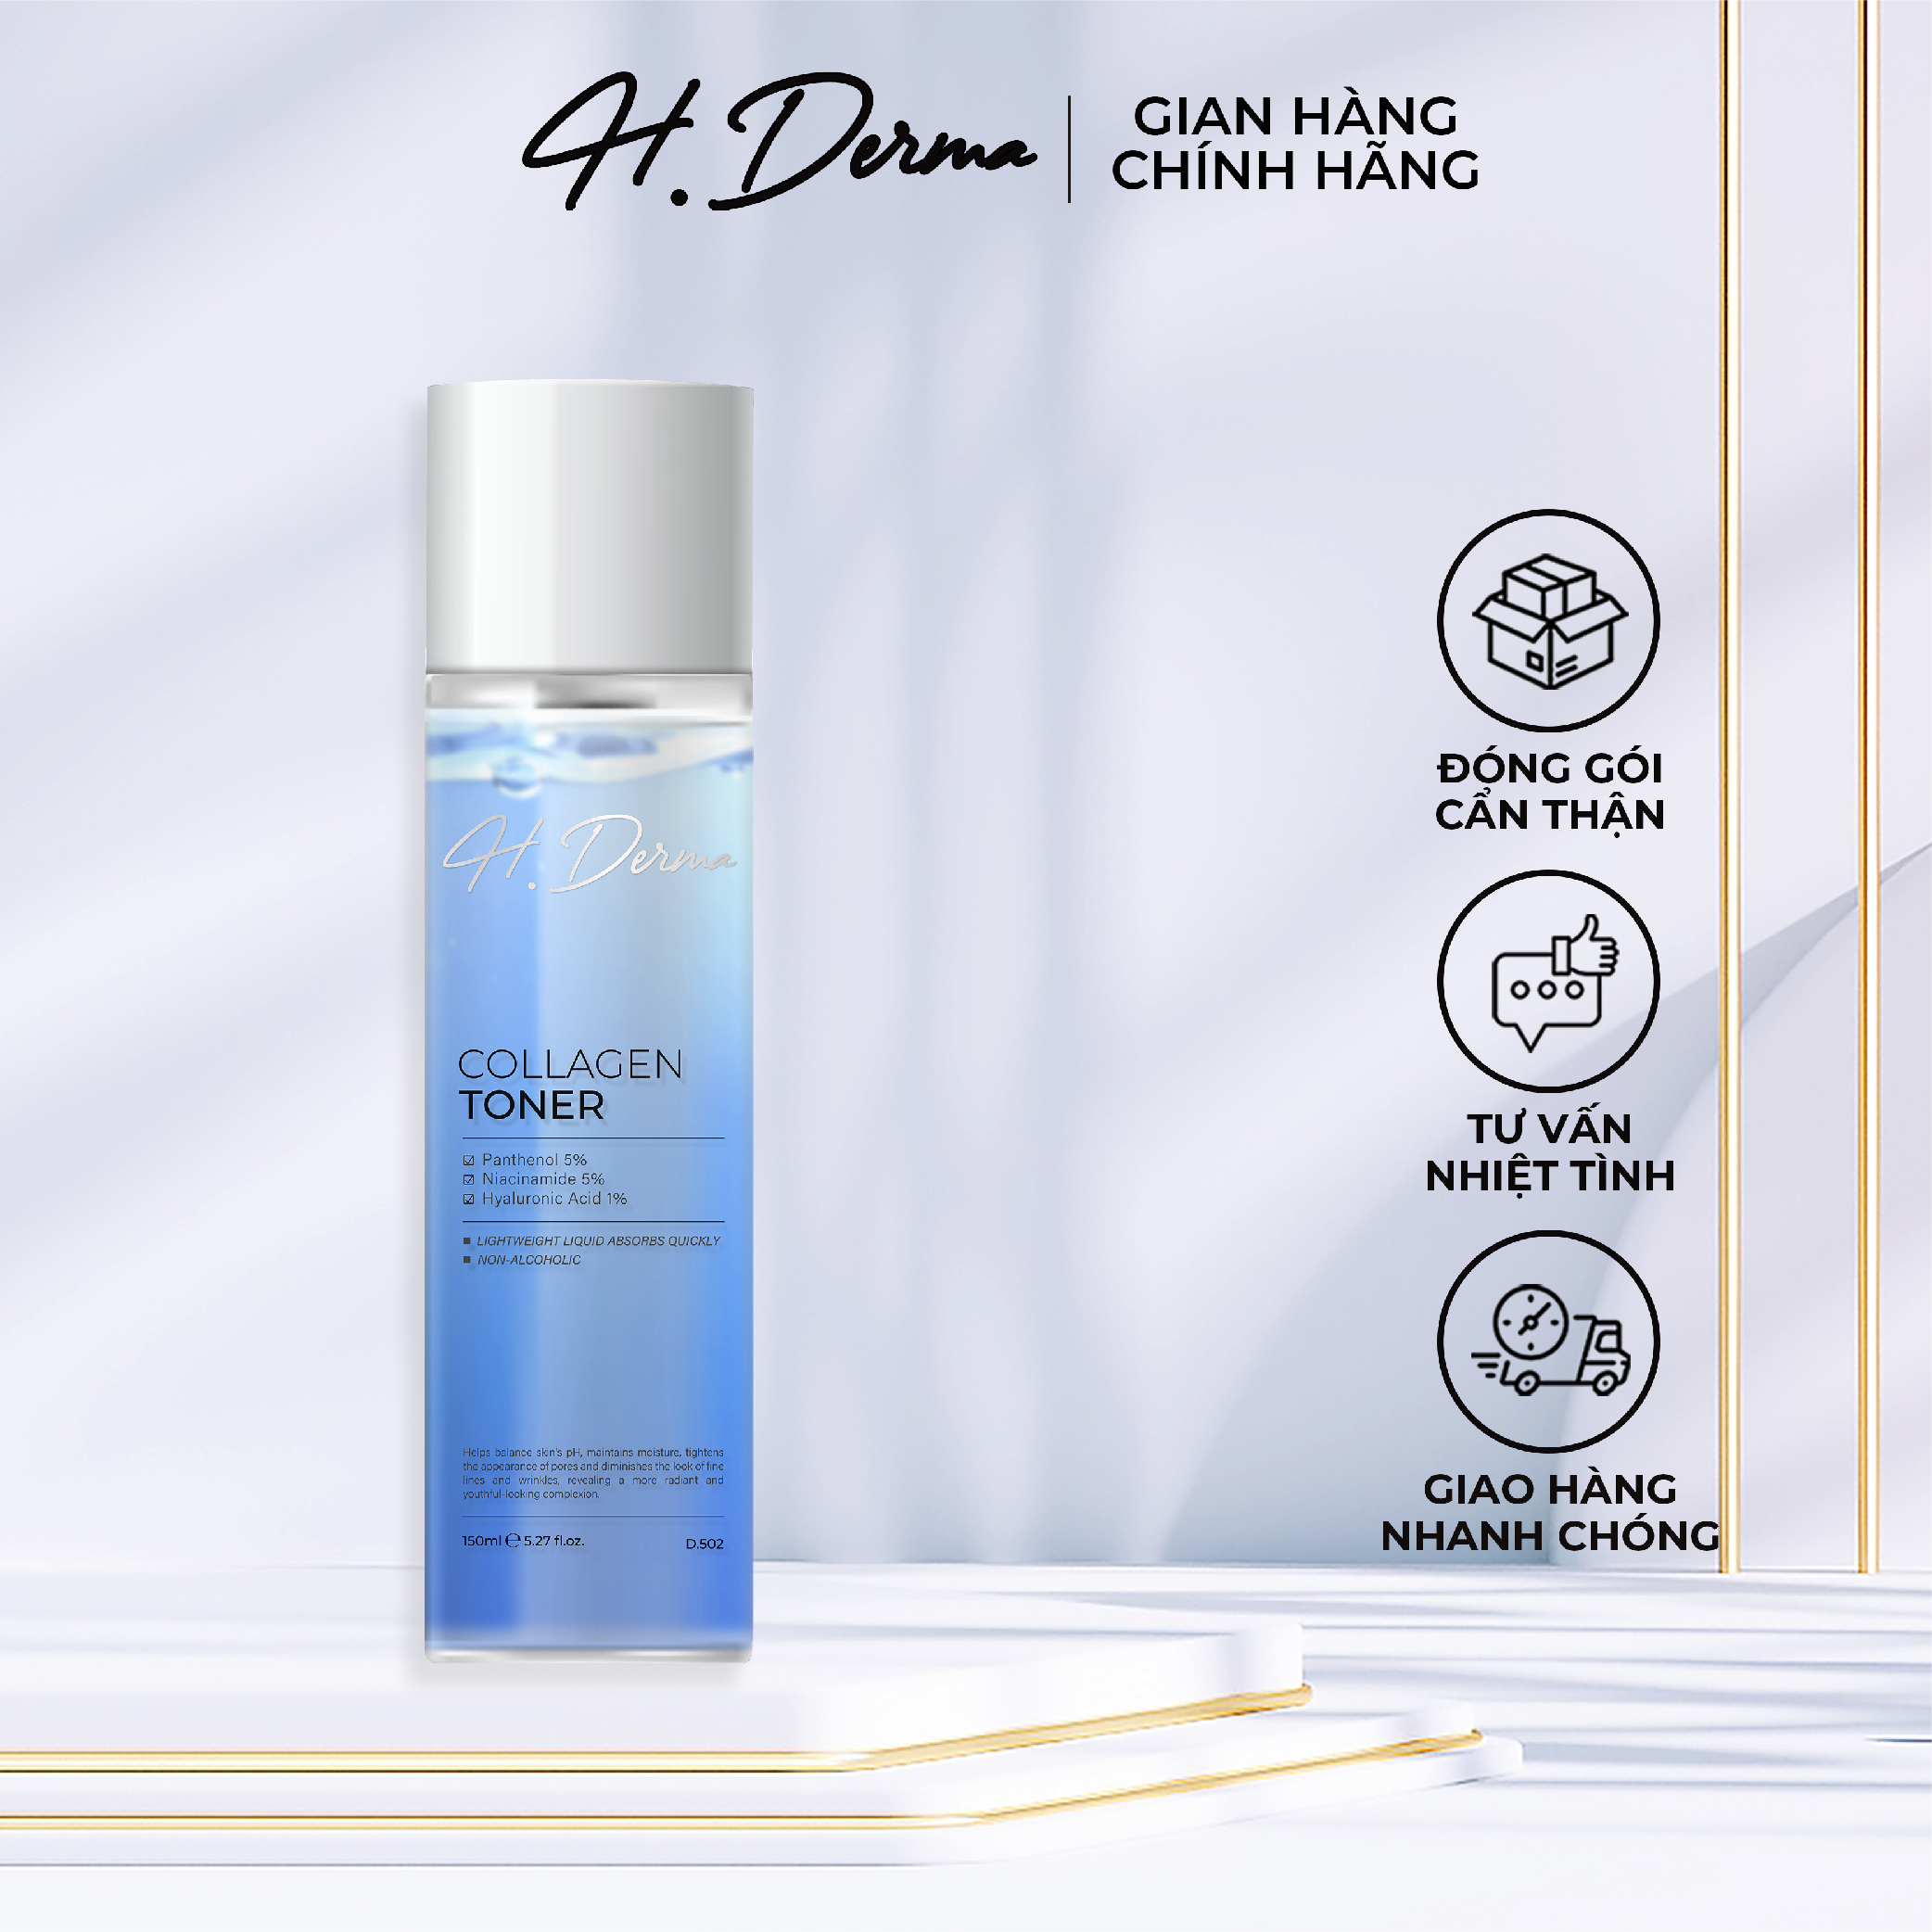 H. Derma
GIAN HÀNG
CHÍNH HÃNG
H. Derma
COLLAGEN
TONER
☑ Panthenol 5%
☑ Niacinamide 5%
☑ Hyaluronic Acid 1%
■ LIGHTWEIGHT LIQUID ABSORBS QUICKLY
■ NON-ALCOHOLIC
Helps balance skin's pH, maintains moisture, tightens
the appearance of pores and diminishes the look of fine
lines and wrinkles, revealing a more radiant and
youthful-looking complexion.
150ml ℮ 5.27 fl.oz.
D.502
ĐÓNG GÓI
CẨN THẬN
TƯ VẤN
NHIỆT TÌNH
GIAO HÀNG
NHANH CHÓNG